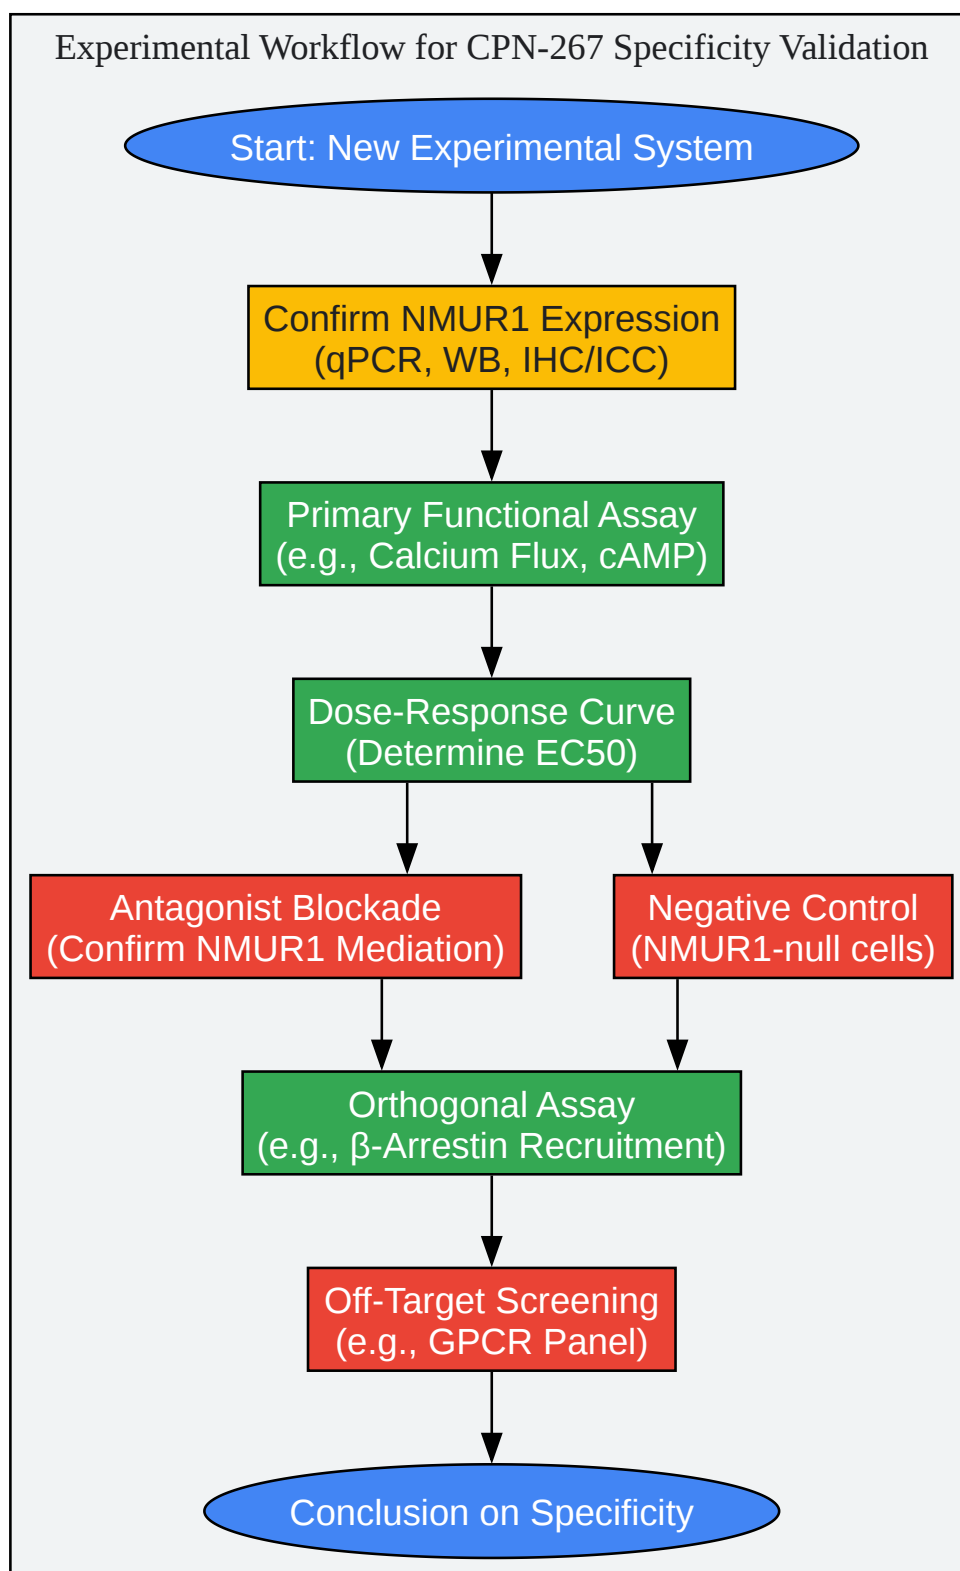 Experimental Workflow for CPN-267 Specificity Validation
Start: New Experimental System
Confirm NMUR1 Expression
(qPCR, WB, IHC/ICC)
Primary Functional Assay
(e.g., Calcium Flux, cAMP)
Dose-Response Curve
(Determine EC50)
Antagonist Blockade
(Confirm NMUR1 Mediation)
Negative Control
(NMUR1-null cells)
Orthogonal Assay
(e.g., β-Arrestin Recruitment)
Off-Target Screening
(e.g., GPCR Panel)
Conclusion on Specificity